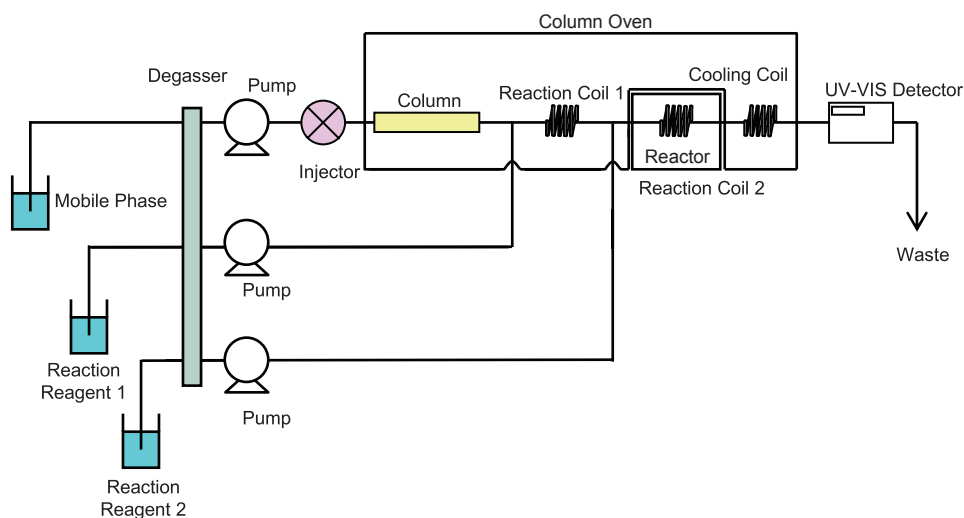 Column Oven
Degasser
Pump
Cooling Coil
Column
Reaction Coil 1
UV-VIS Detector
Injector
Reactor
Mobile Phase
Reaction Coil 2
Waste
Pump
Reaction
Reagent 1
Pump
Reaction
Reagent 2